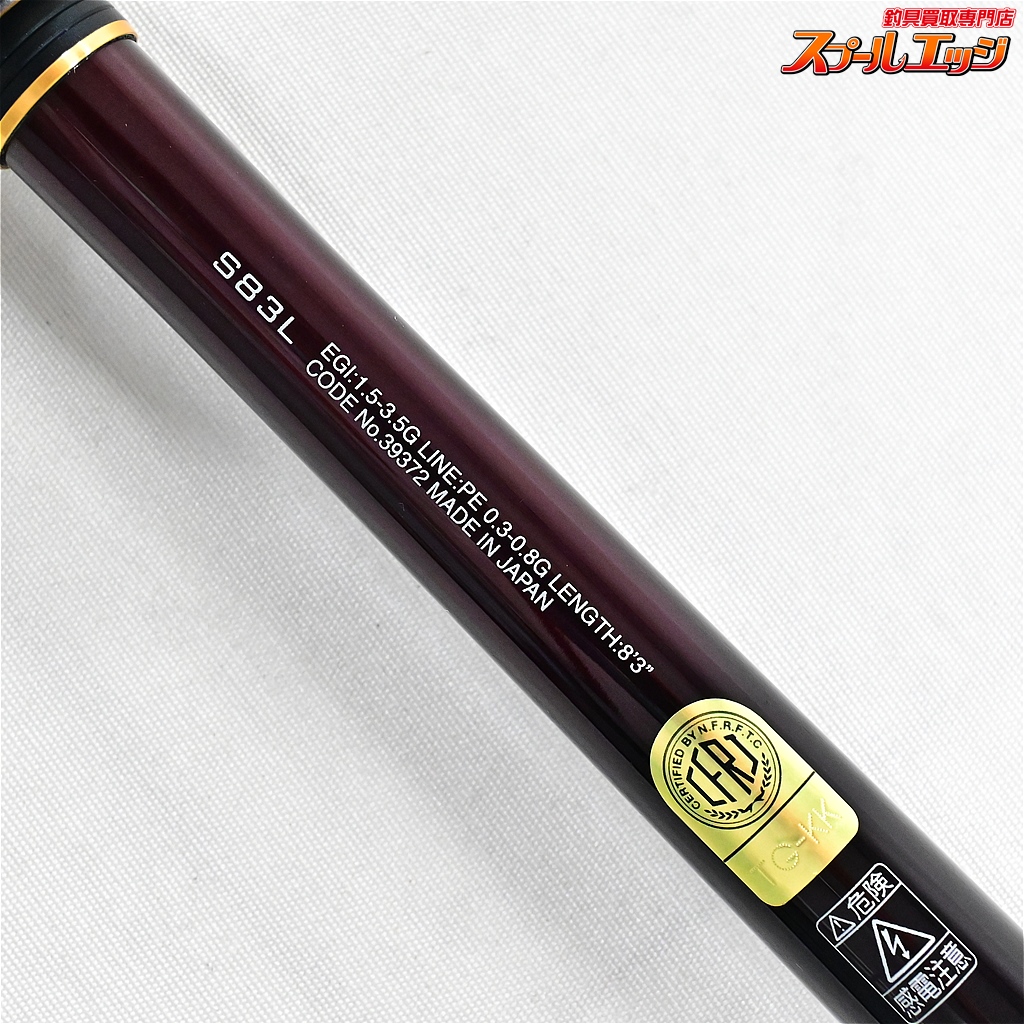 釣具買取専門店
スプールエッジ
S83L
EGI:1.5-3.5G LINE:PE 0.3-0.8G LENGTH:8'3"
CODE No.39372 MADE IN JAPAN
CERTIFIED BY N.F.R.F.T.C
CFRJ
TG-KK
危険
感電注意